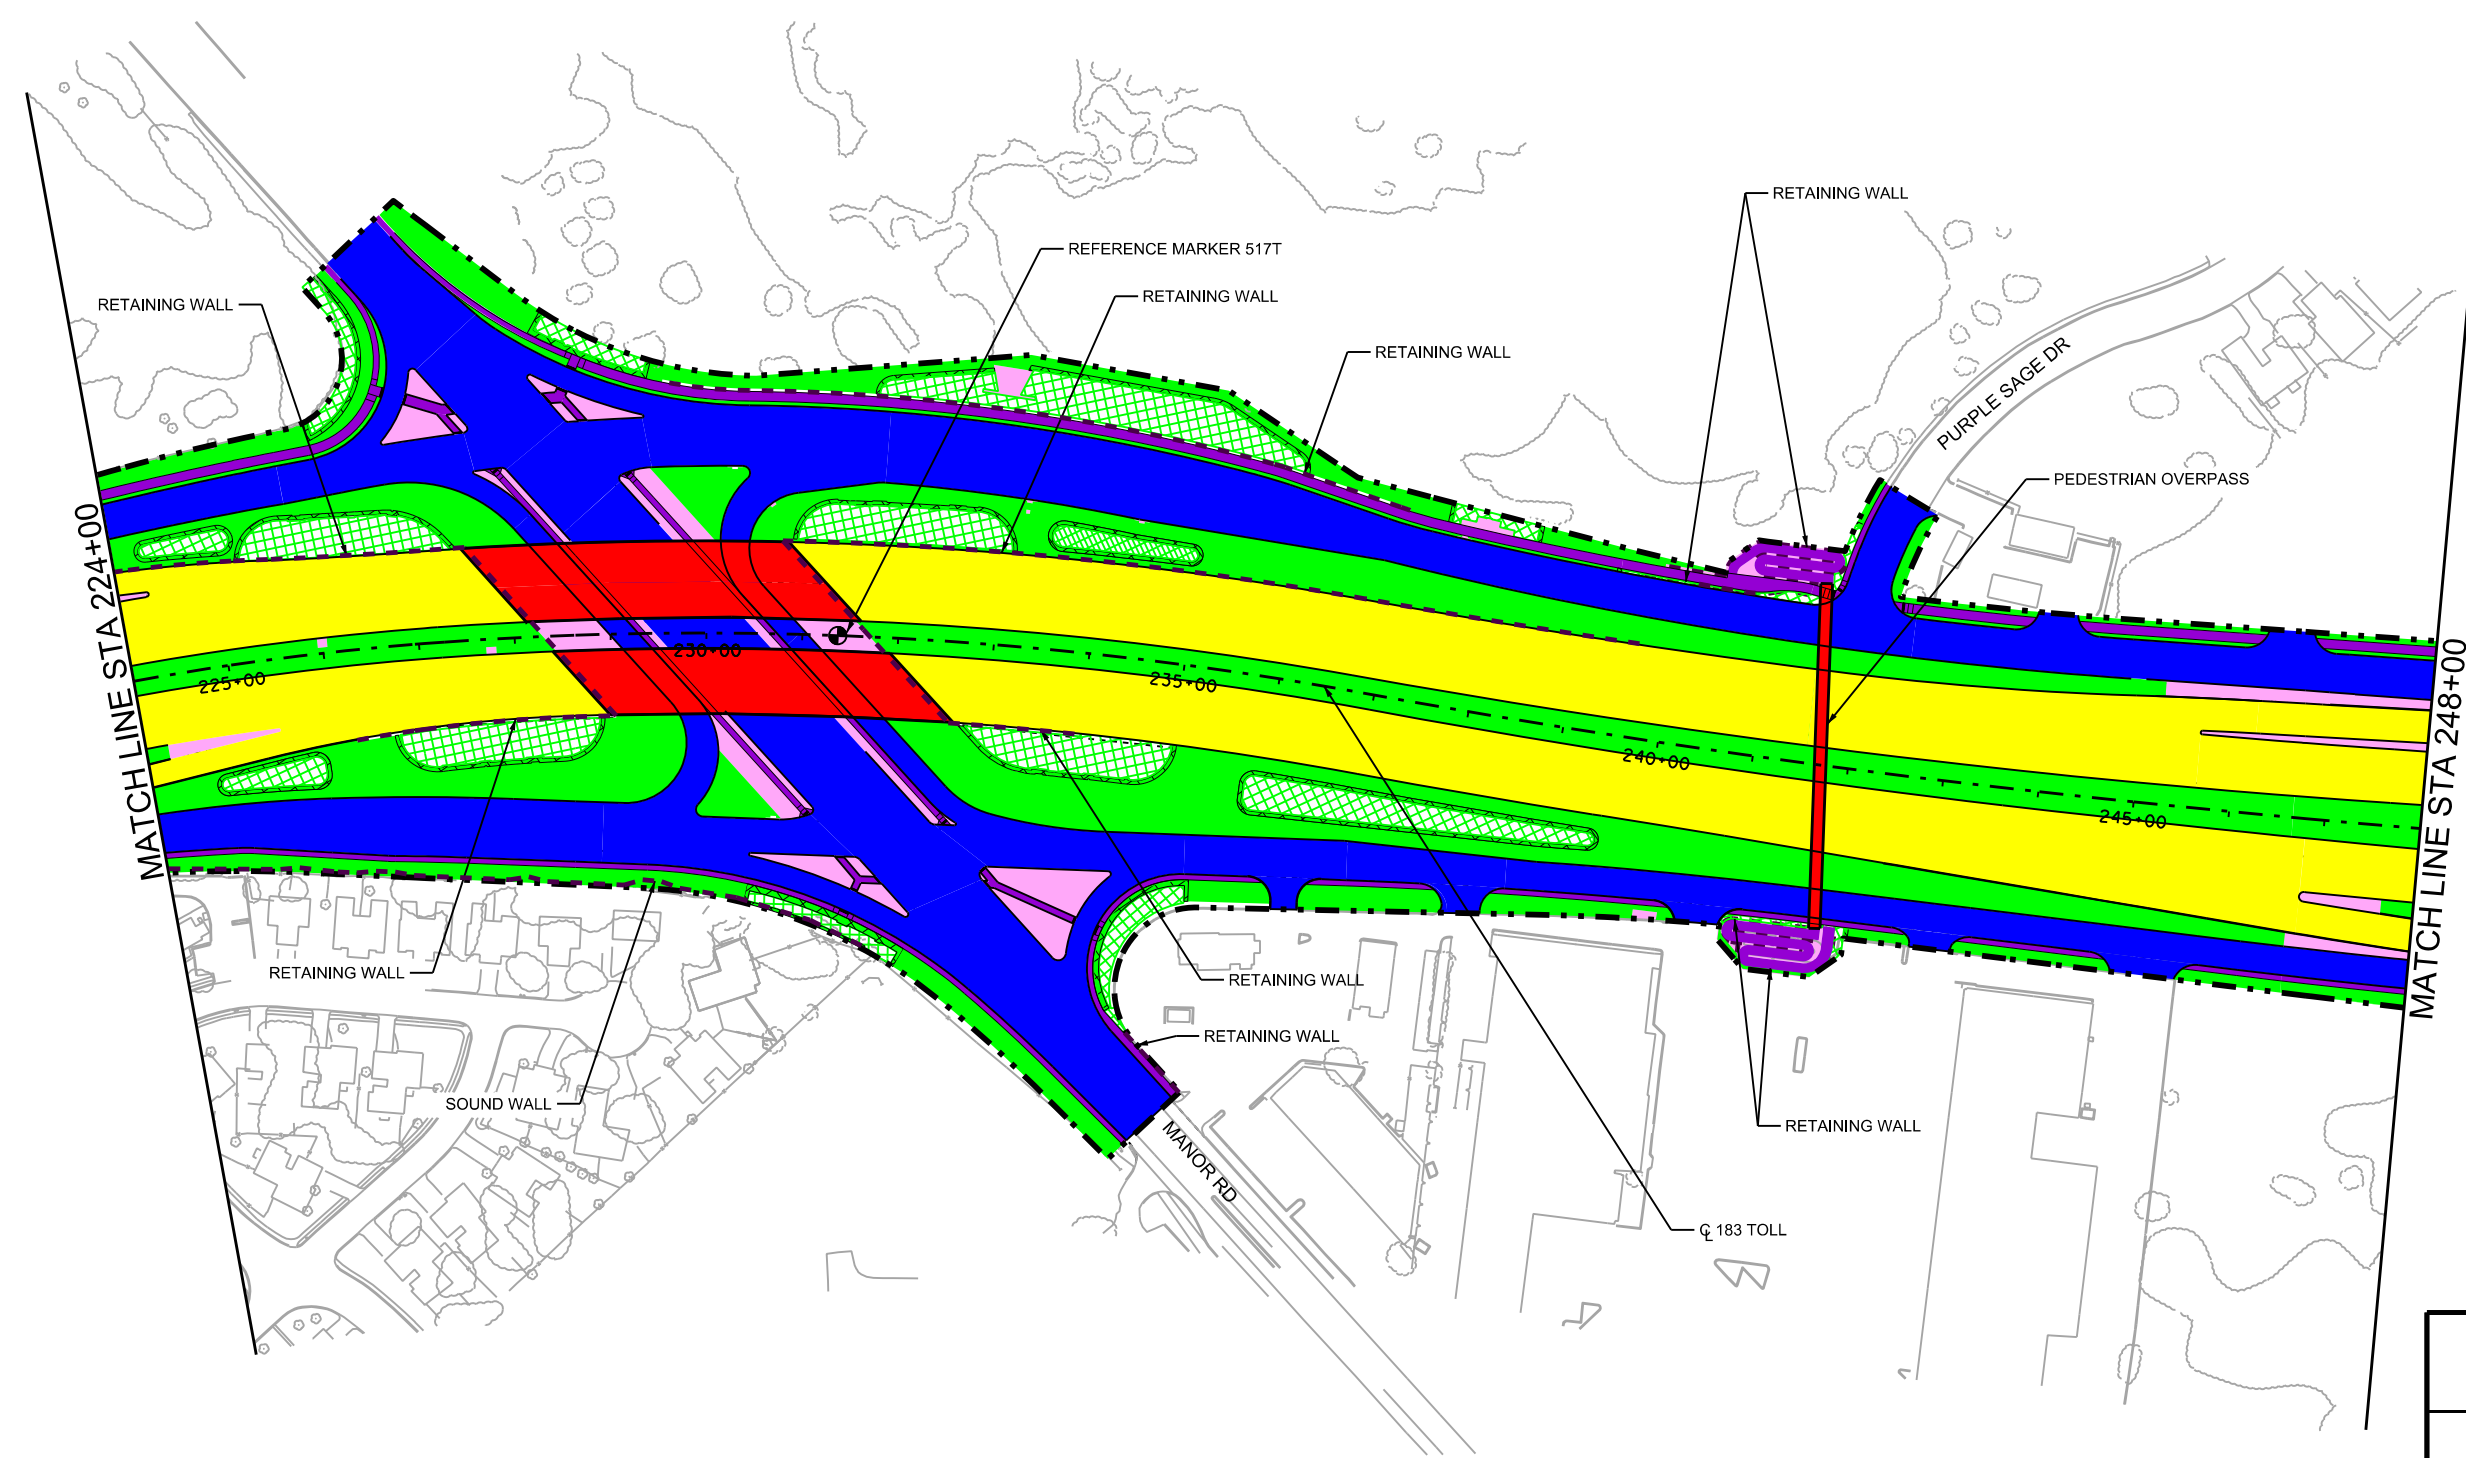 RETAINING WALL
REFERENCE MARKER 517T
RETAINING WALL
RETAINING WALL
RETAINING WALL
PURPLE SAGE DR
PEDESTRIAN OVERPASS
MATCH LINE STA 224+00
225+00
230+00
235+00
240+00
245+00
MATCH LINE STA 248+00
RETAINING WALL
SOUND WALL
RETAINING WALL
RETAINING WALL
MANOR RD
RETAINING WALL
℄ 183 TOLL